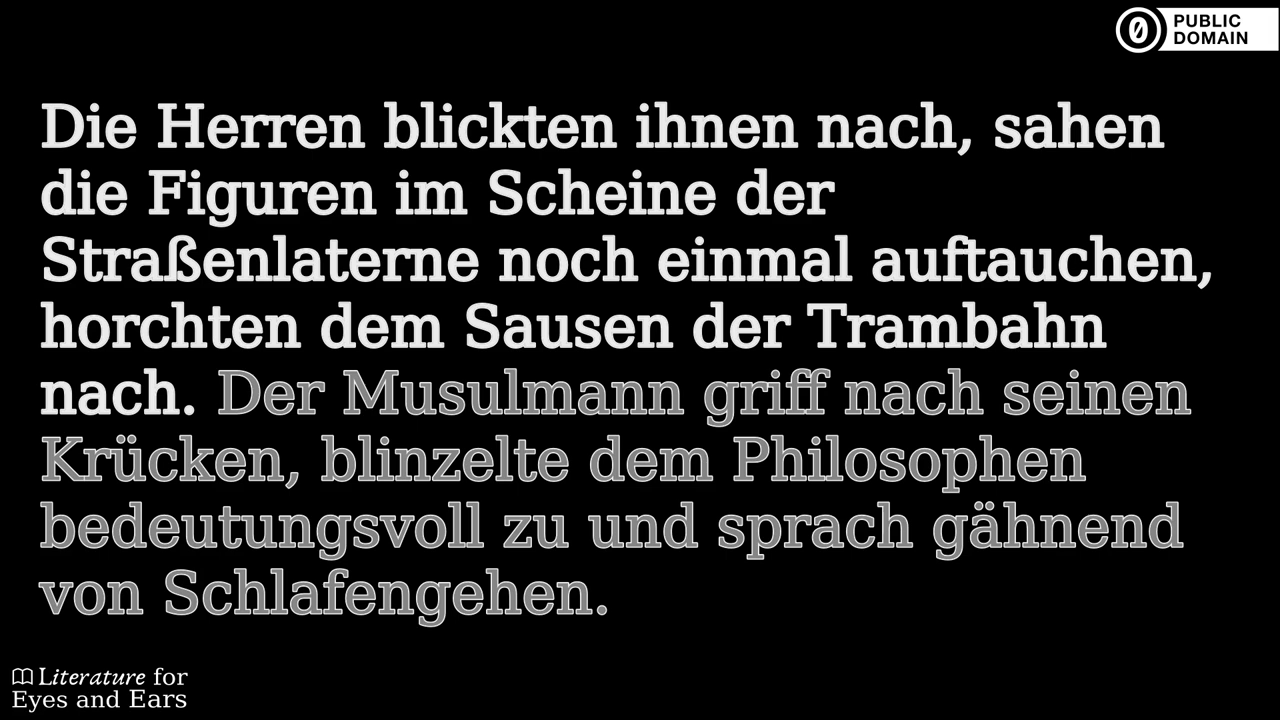 PUBLIC
DOMAIN
Die Herren blickten ihnen nach, sahen
die Figuren im Scheine der
Straßenlaterne noch einmal auftauchen,
horchten dem Sausen der Trambahn
nach. Der Musulmann griff nach seinen
Krücken, blinzelte dem Philosophen
bedeutungsvoll zu und sprach gähnend
von Schlafengehen.
Literature for
Eyes and Ears